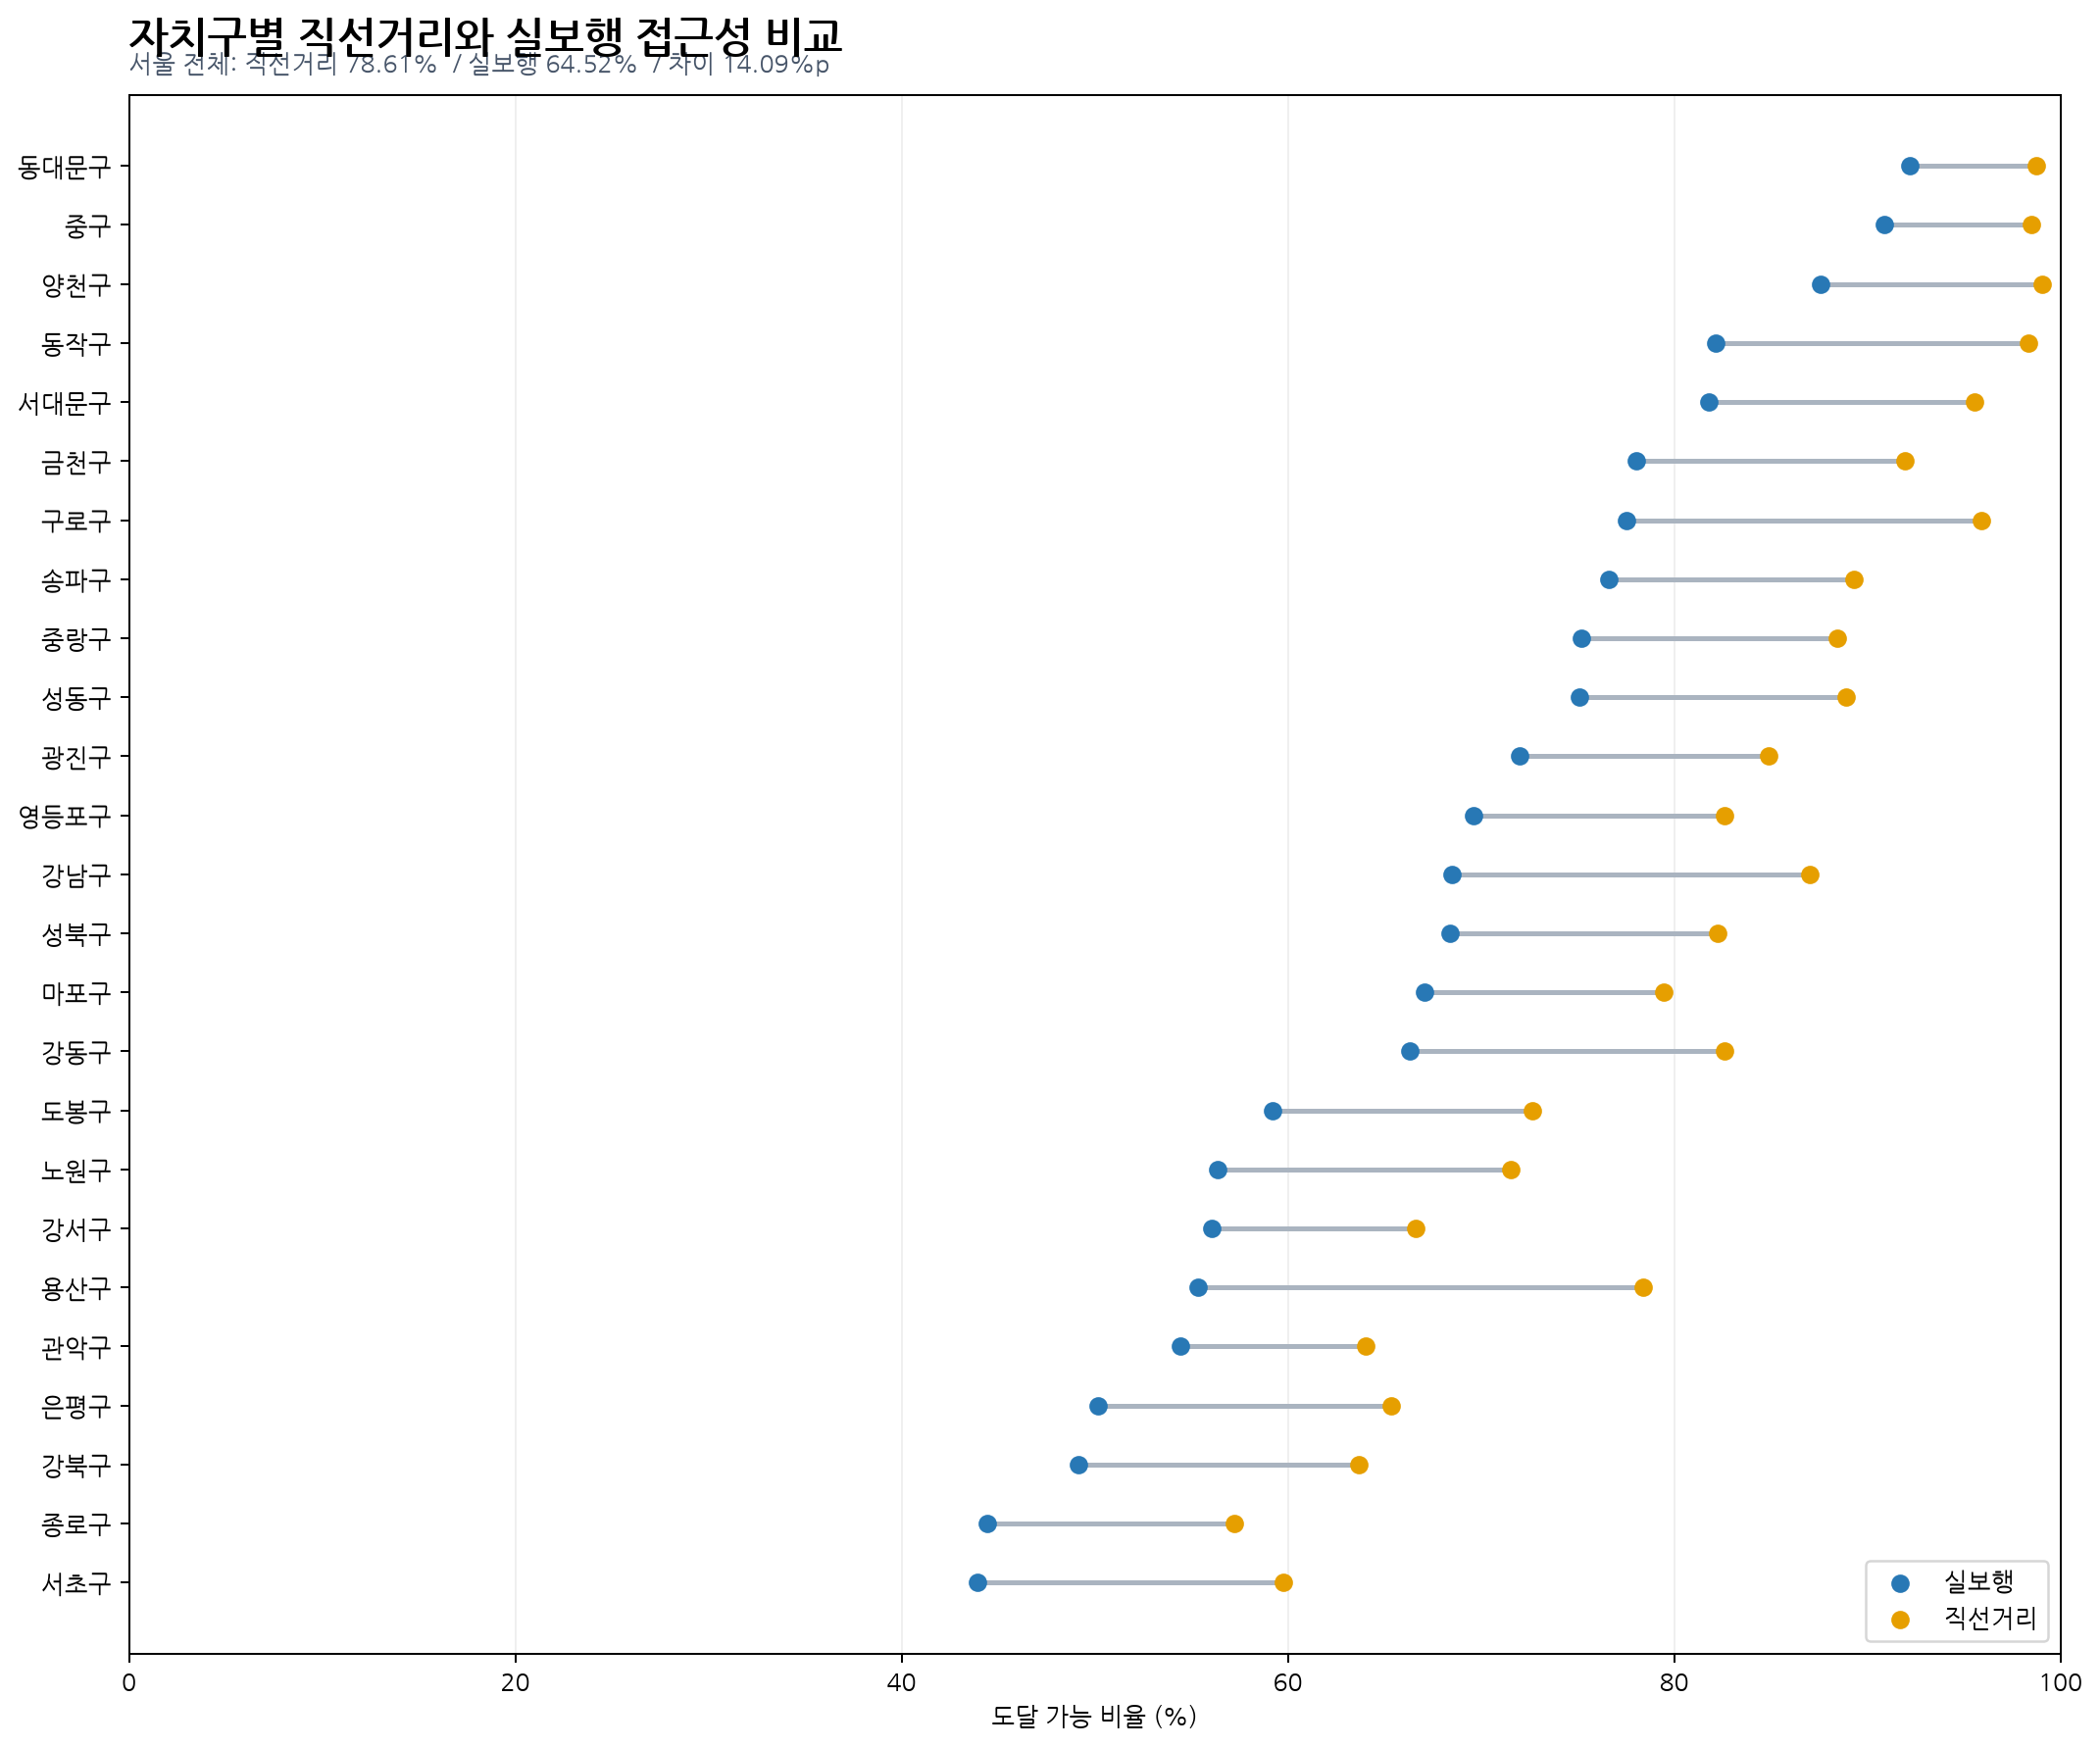 자치구별 직선거리와 실보행 접근성 비교
서울 전체: 직선거리 78.61% / 실보행 64.52% / 차이 14.09%p
동대문구
중구
양천구
동작구
서대문구
금천구
구로구
송파구
중랑구
성동구
광진구
영등포구
강남구
성북구
마포구
강동구
도봉구
노원구
강서구
용산구
관악구
은평구
강북구
종로구
서초구
실보행
직선거리
0 20 40 60 80 100
도달 가능 비율 (%)